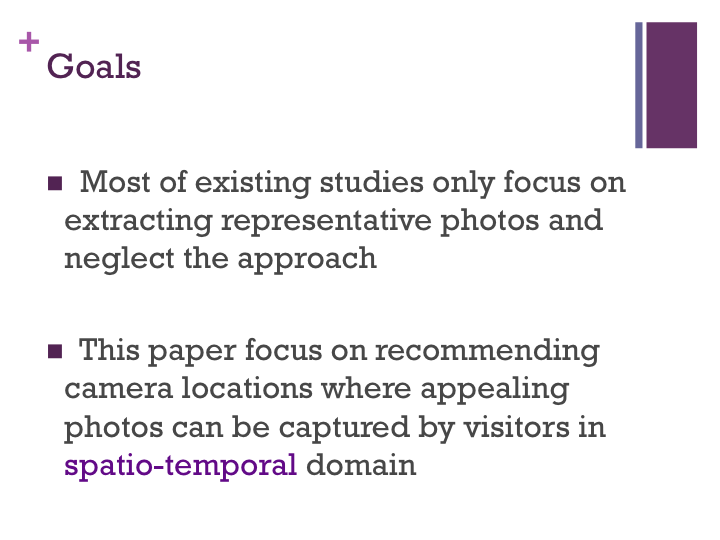 +
Goals
■ Most of existing studies only focus on
extracting representative photos and
neglect the approach
■ This paper focus on recommending
camera locations where appealing
photos can be captured by visitors in
spatio-temporal domain